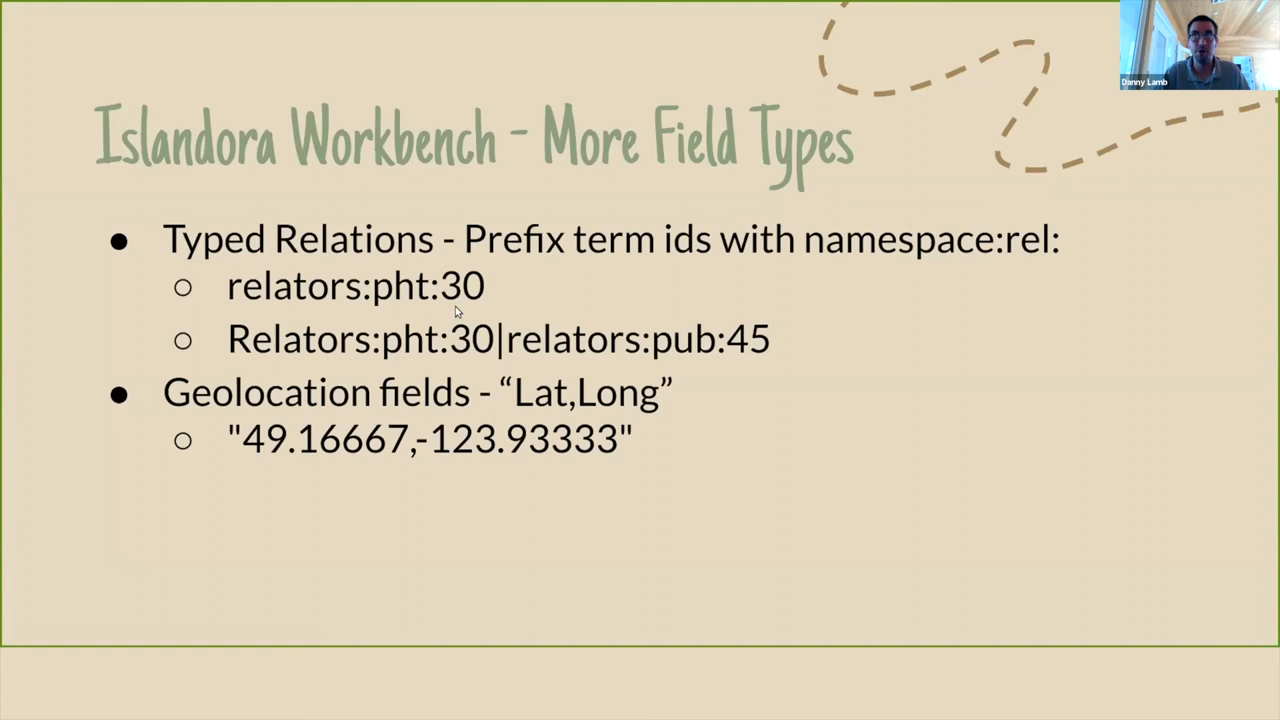 Danny Lamb
Islandora Workbench - More Field Types
● Typed Relations - Prefix term ids with namespace:rel:
○ relators:pht:30
○ Relators:pht:30|relators:pub:45
● Geolocation fields - “Lat,Long”
○ "49.16667,-123.93333"